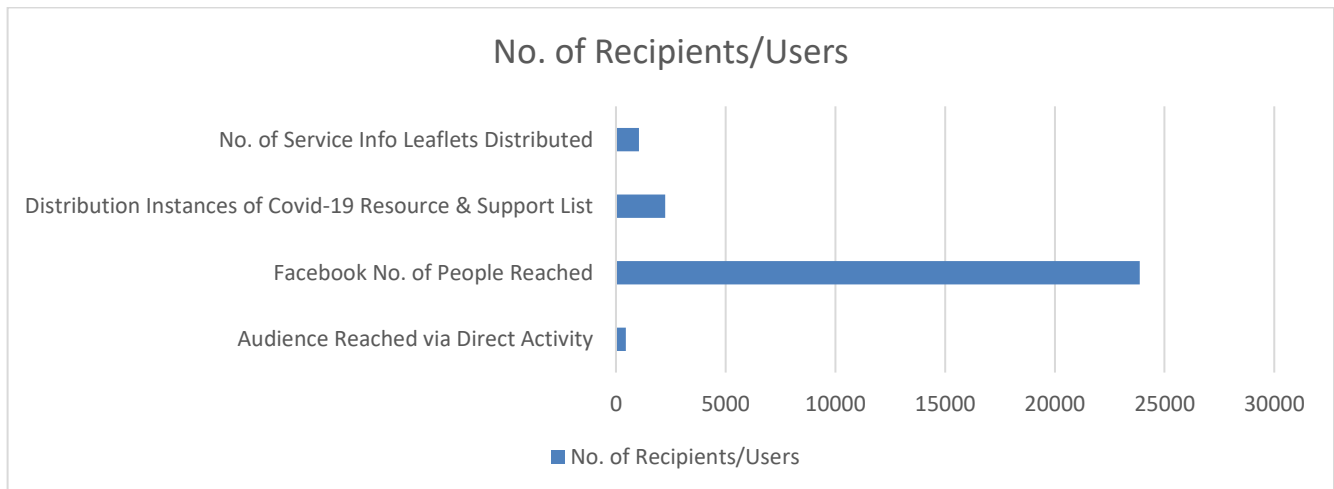 No. of Recipients/Users
No. of Service Info Leaflets Distributed
Distribution Instances of Covid-19 Resource & Support List
Facebook No. of People Reached
Audience Reached via Direct Activity
0 5000 10000 15000 20000 25000 30000
No. of Recipients/Users